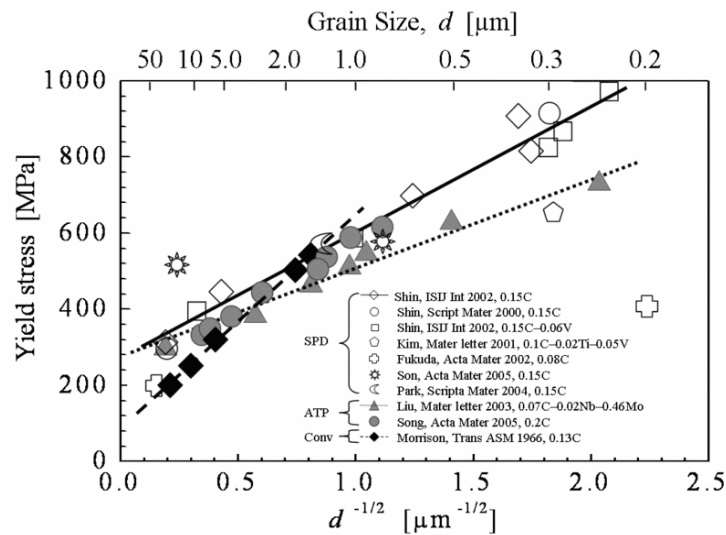 Grain Size, d [μm]
50 10 5.0 2.0 1.0 0.5 0.3 0.2
1000
800
600
400
200
0
Yield stress [MPa]
SPD
Shin, ISIJ Int 2002, 0.15C
Shin, Script Mater 2000, 0.15C
Shin, ISIJ Int 2002, 0.15C–0.06V
Kim, Mater letter 2001, 0.1C–0.02Ti–0.05V
Fukuda, Acta Mater 2002, 0.08C
Son, Acta Mater 2005, 0.15C
Park, Scripta Mater 2004, 0.15C
ATP
Liu, Mater letter 2003, 0.07C–0.02Nb–0.46Mo
Song, Acta Mater 2005, 0.2C
Conv
Morrison, Trans ASM 1966, 0.13C
0.0 0.5 1.0 1.5 2.0 2.5
d -1/2 [μm-1/2]